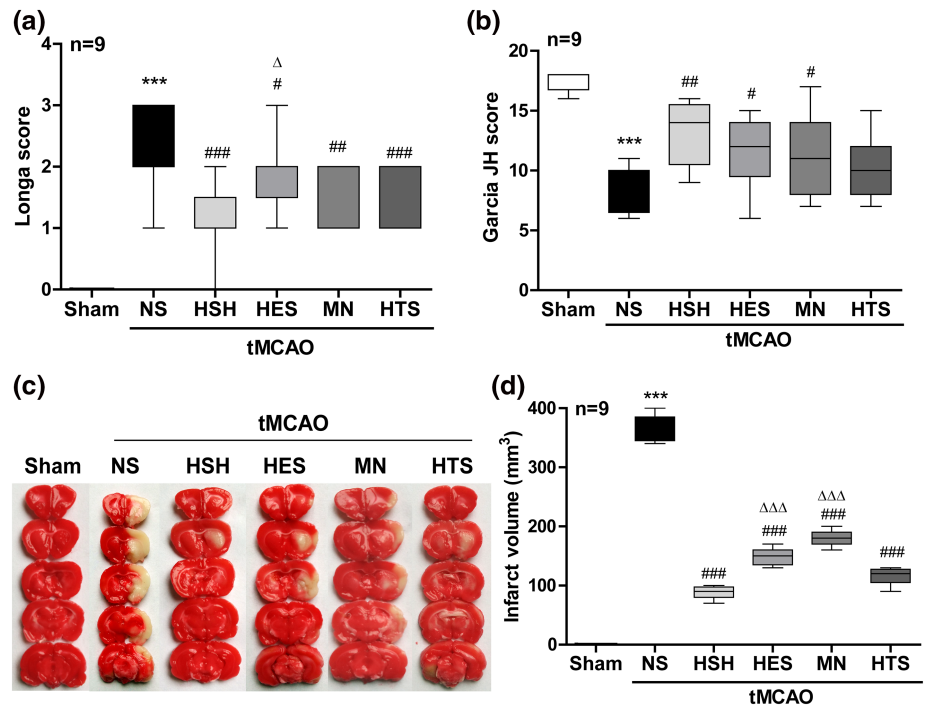 (a)
n=9
Longa score
4
3
2
1
0
***
###
Δ
#
##
###
Sham NS HSH HES MN HTS
tMCAO
(b)
n=9
Garcia JH score
20
15
10
5
0
***
##
#
#
Sham NS HSH HES MN HTS
tMCAO
(c)
tMCAO
Sham NS HSH HES MN HTS
(d)
n=9
Infarct volume (mm³)
400
300
200
100
0
***
###
ΔΔΔ
###
ΔΔΔ
###
###
Sham NS HSH HES MN HTS
tMCAO